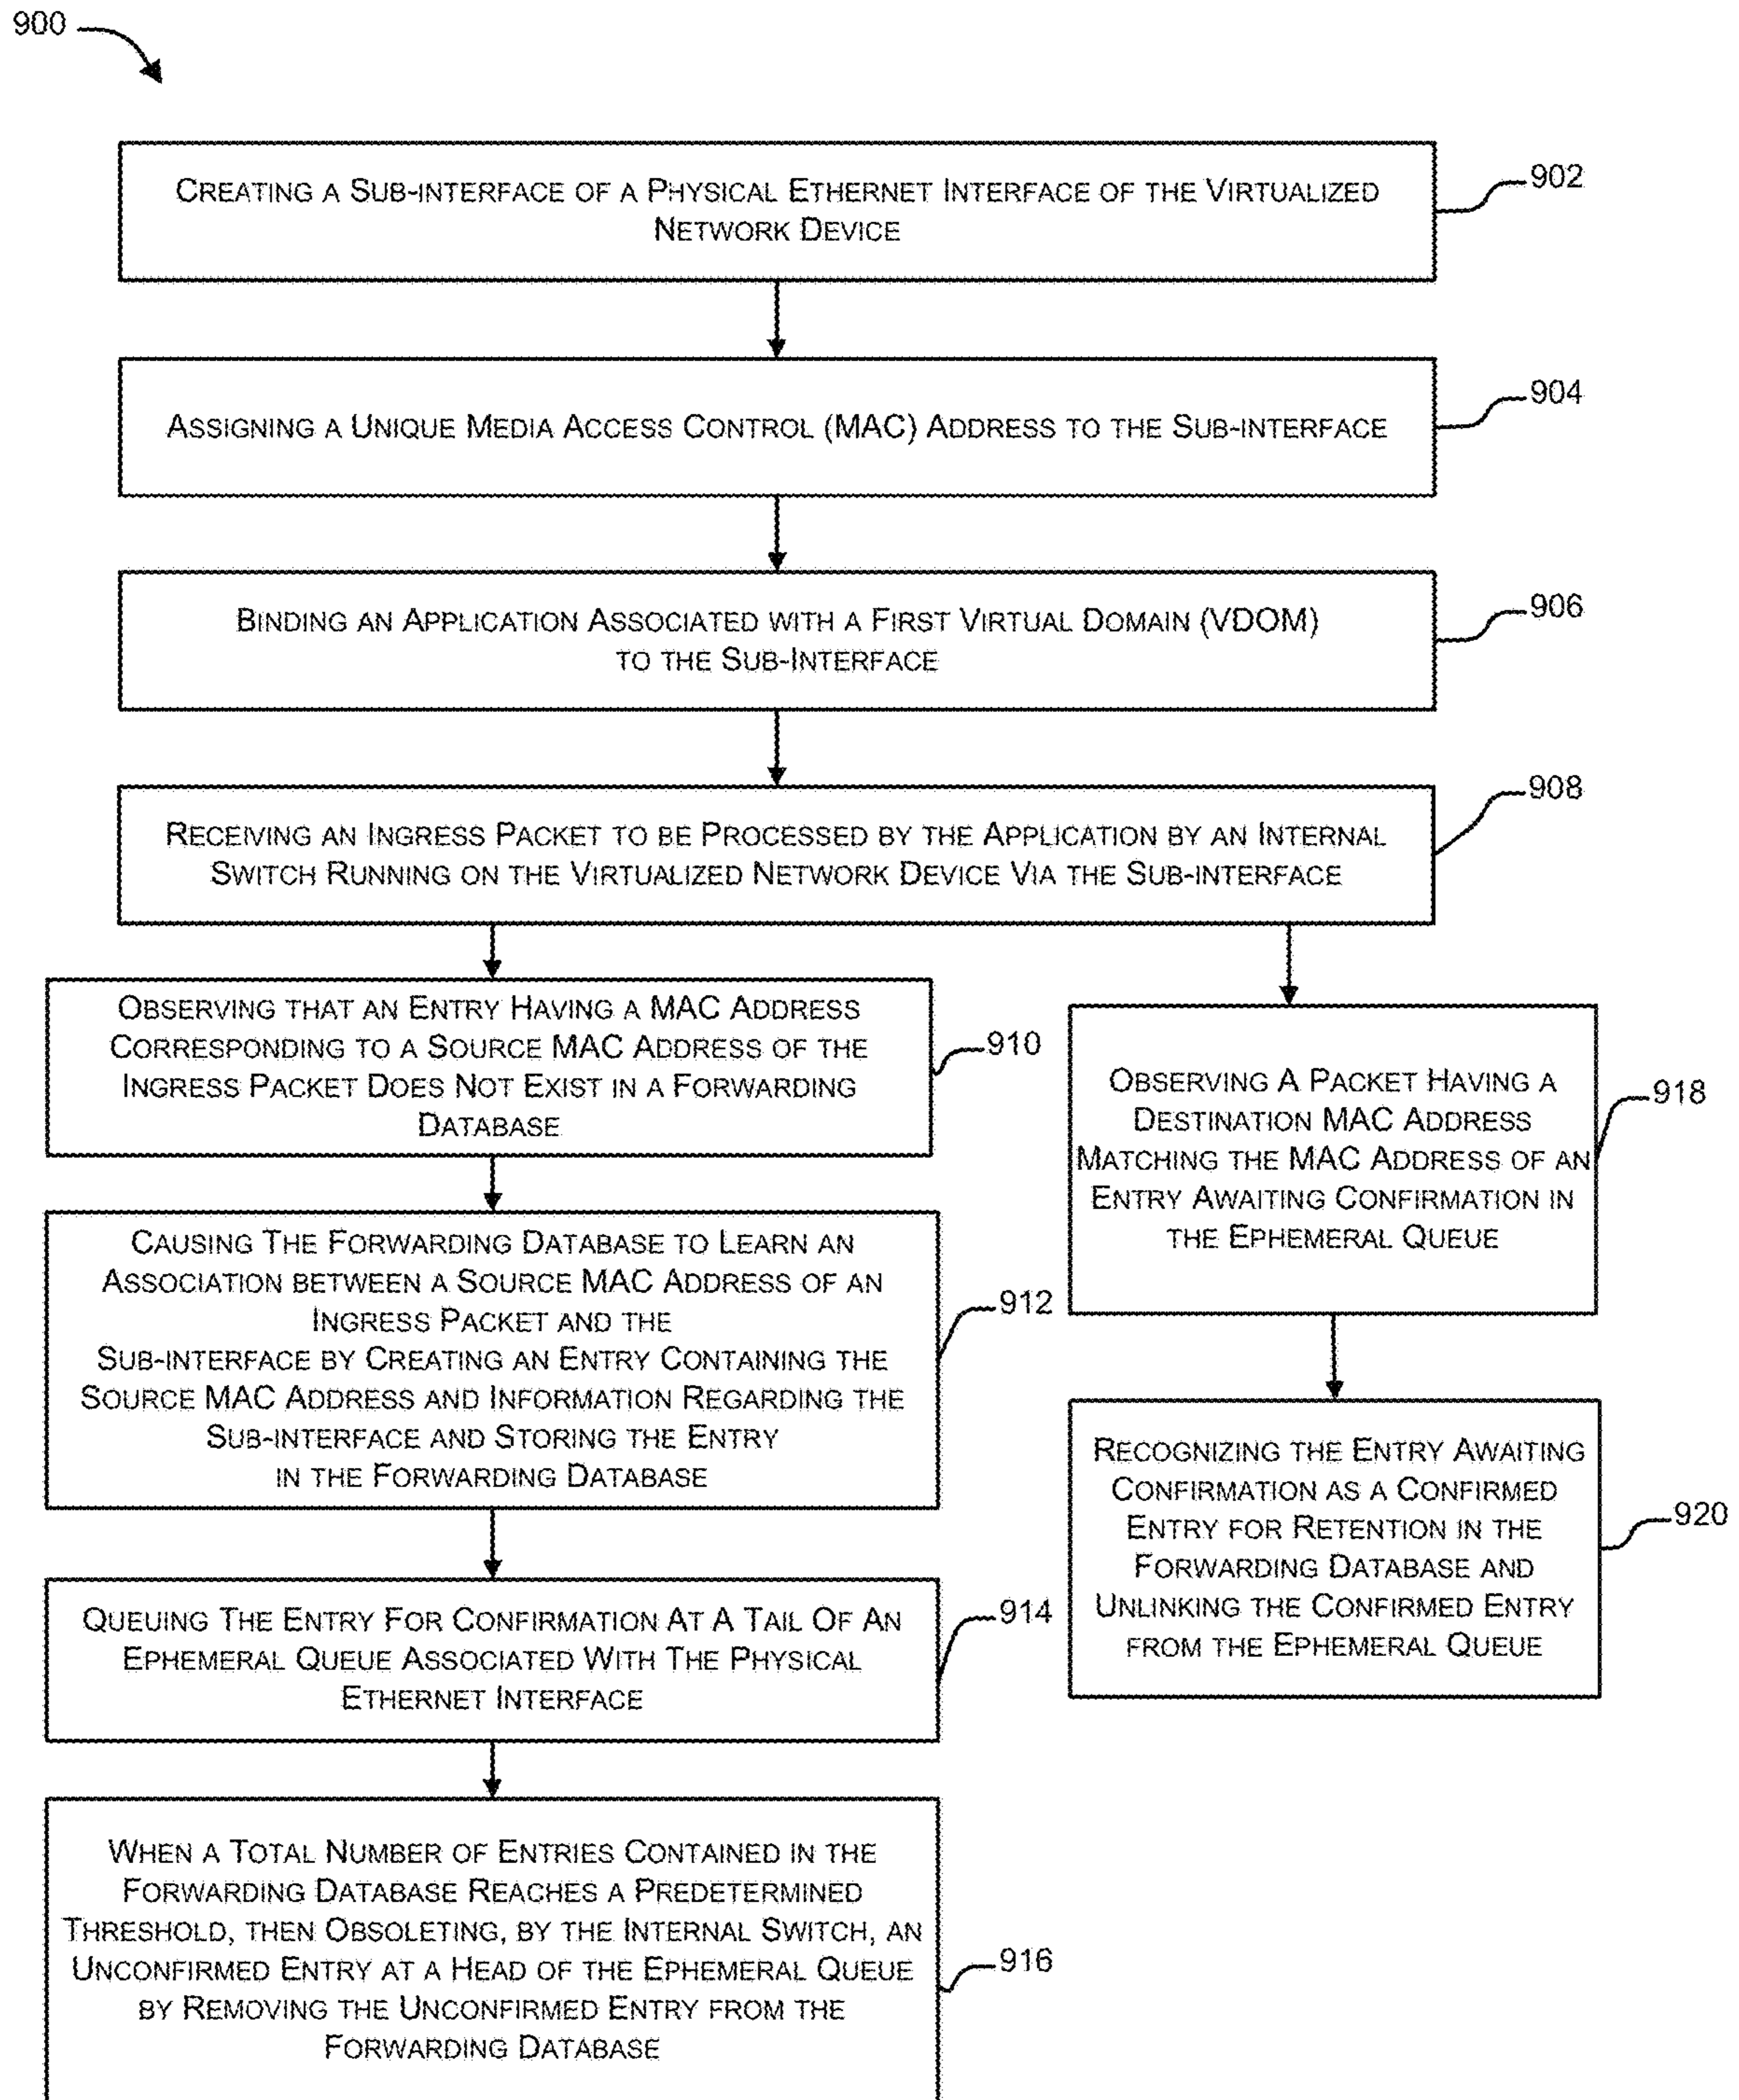 900
CREATING A SUB-INTERFACE OF A PHYSICAL ETHERNET INTERFACE OF THE VIRTUALIZED
NETWORK DEVICE
902
ASSIGNING A UNIQUE MEDIA ACCESS CONTROL (MAC) ADDRESS TO THE SUB-INTERFACE
904
BINDING AN APPLICATION ASSOCIATED WITH A FIRST VIRTUAL DOMAIN (VDOM)
TO THE SUB-INTERFACE
906
RECEIVING AN INGRESS PACKET TO BE PROCESSED BY THE APPLICATION BY AN INTERNAL
SWITCH RUNNING ON THE VIRTUALIZED NETWORK DEVICE VIA THE SUB-INTERFACE
908
OBSERVING THAT AN ENTRY HAVING A MAC ADDRESS
CORRESPONDING TO A SOURCE MAC ADDRESS OF THE
INGRESS PACKET DOES NOT EXIST IN A FORWARDING
DATABASE
910
CAUSING THE FORWARDING DATABASE TO LEARN AN
ASSOCIATION BETWEEN A SOURCE MAC ADDRESS OF AN
INGRESS PACKET AND THE
SUB-INTERFACE BY CREATING AN ENTRY CONTAINING THE
SOURCE MAC ADDRESS AND INFORMATION REGARDING THE
SUB-INTERFACE AND STORING THE ENTRY
IN THE FORWARDING DATABASE
912
QUEUING THE ENTRY FOR CONFIRMATION AT A TAIL OF AN
EPHEMERAL QUEUE ASSOCIATED WITH THE PHYSICAL
ETHERNET INTERFACE
914
WHEN A TOTAL NUMBER OF ENTRIES CONTAINED IN THE
FORWARDING DATABASE REACHES A PREDETERMINED
THRESHOLD, THEN OBSOLETING, BY THE INTERNAL SWITCH, AN
UNCONFIRMED ENTRY AT A HEAD OF THE EPHEMERAL QUEUE
BY REMOVING THE UNCONFIRMED ENTRY FROM THE
FORWARDING DATABASE
916
OBSERVING A PACKET HAVING A
DESTINATION MAC ADDRESS
MATCHING THE MAC ADDRESS OF AN
ENTRY AWAITING CONFIRMATION IN
THE EPHEMERAL QUEUE
918
RECOGNIZING THE ENTRY AWAITING
CONFIRMATION AS A CONFIRMED
ENTRY FOR RETENTION IN THE
FORWARDING DATABASE AND
UNLINKING THE CONFIRMED ENTRY
FROM THE EPHEMERAL QUEUE
920